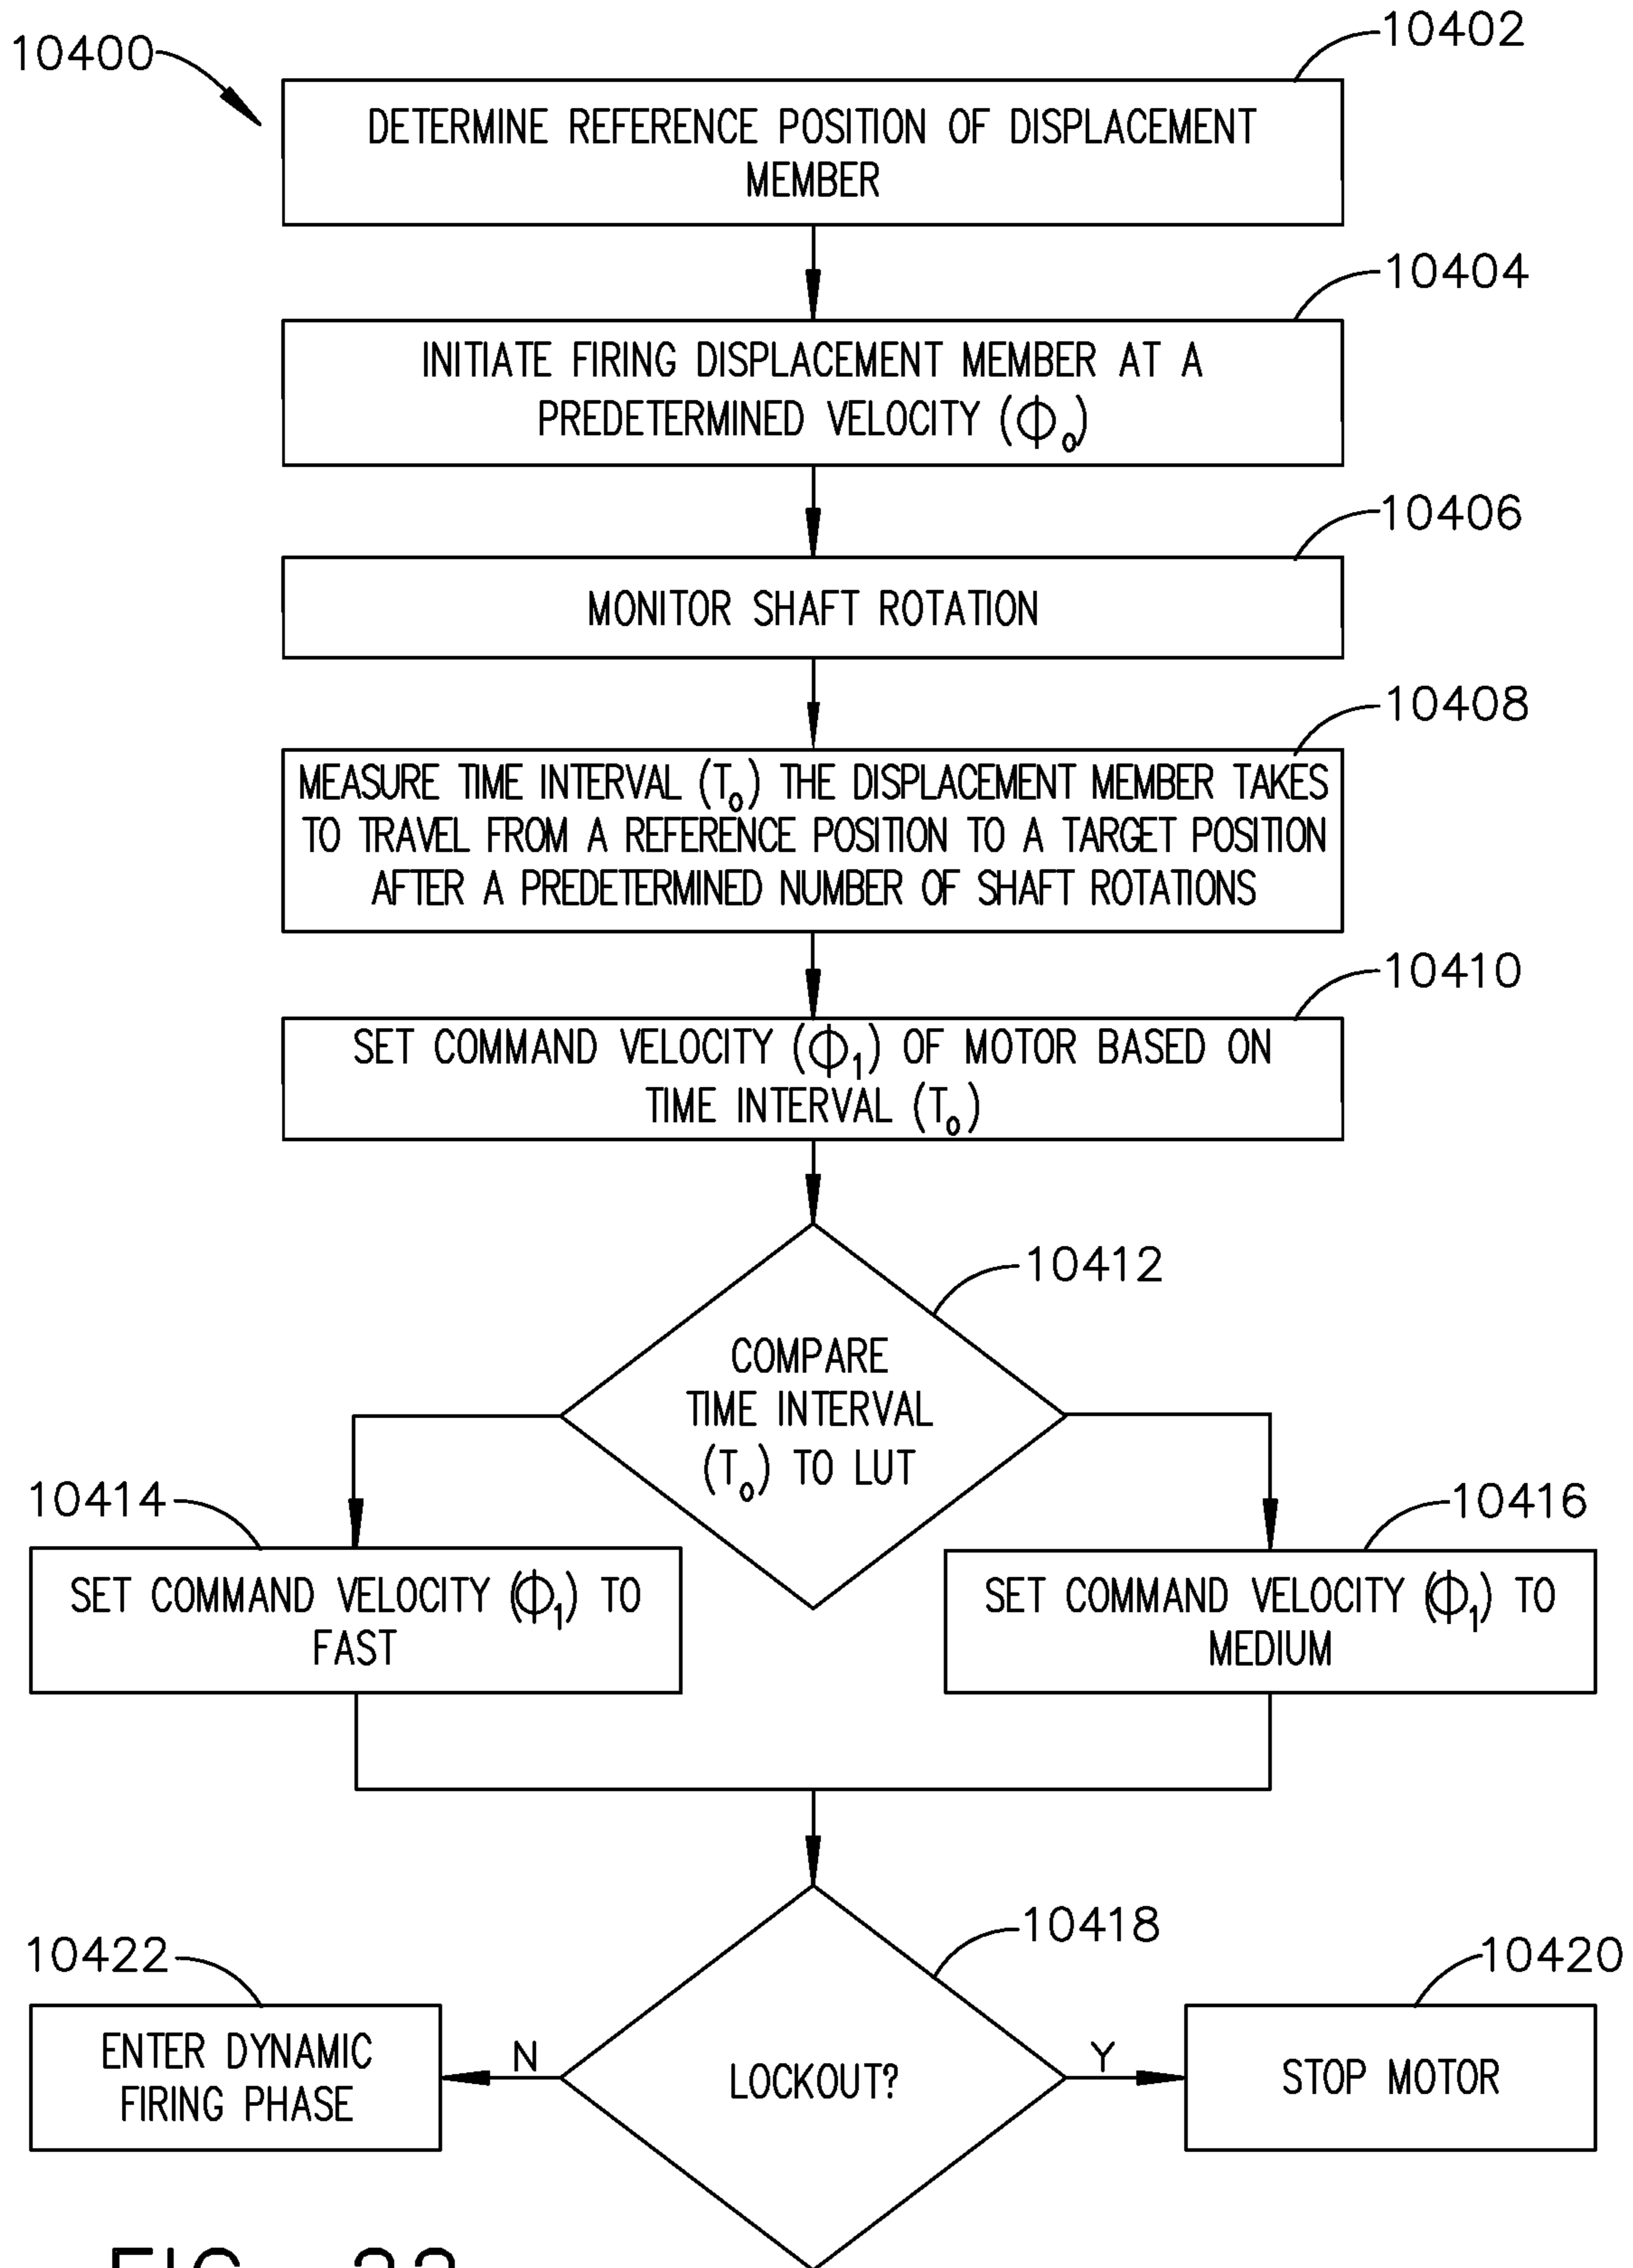 10400
10402
DETERMINE REFERENCE POSITION OF DISPLACEMENT
MEMBER
10404
INITIATE FIRING DISPLACEMENT MEMBER AT A
PREDETERMINED VELOCITY (Φ₀)
10406
MONITOR SHAFT ROTATION
10408
MEASURE TIME INTERVAL (T₀) THE DISPLACEMENT MEMBER TAKES
TO TRAVEL FROM A REFERENCE POSITION TO A TARGET POSITION
AFTER A PREDETERMINED NUMBER OF SHAFT ROTATIONS
10410
SET COMMAND VELOCITY (Φ₁) OF MOTOR BASED ON
TIME INTERVAL (T₀)
10412
COMPARE
TIME INTERVAL
(T₀) TO LUT
10414
SET COMMAND VELOCITY (Φ₁) TO
FAST
10416
SET COMMAND VELOCITY (Φ₁) TO
MEDIUM
10418
LOCKOUT?
N
Y
10422
ENTER DYNAMIC
FIRING PHASE
10420
STOP MOTOR
FIG.